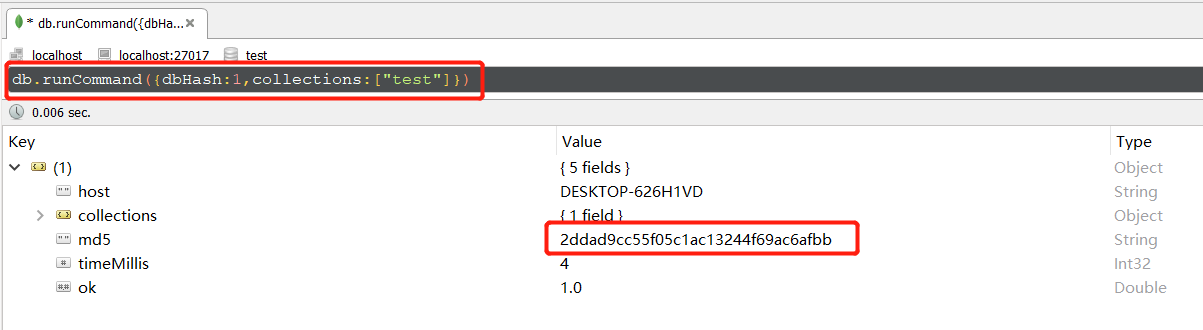 * db.runCommand({dbHa...
localhost localhost:27017 test
db.runCommand({dbHash:1,collections:["test"]})
0.006 sec.
Key Value Type
(1) { 5 fields } Object
host DESKTOP-626H1VD String
collections { 1 field } Object
md5 2ddad9cc55f05c1ac13244f69ac6afbb String
timeMillis 4 Int32
ok 1.0 Double